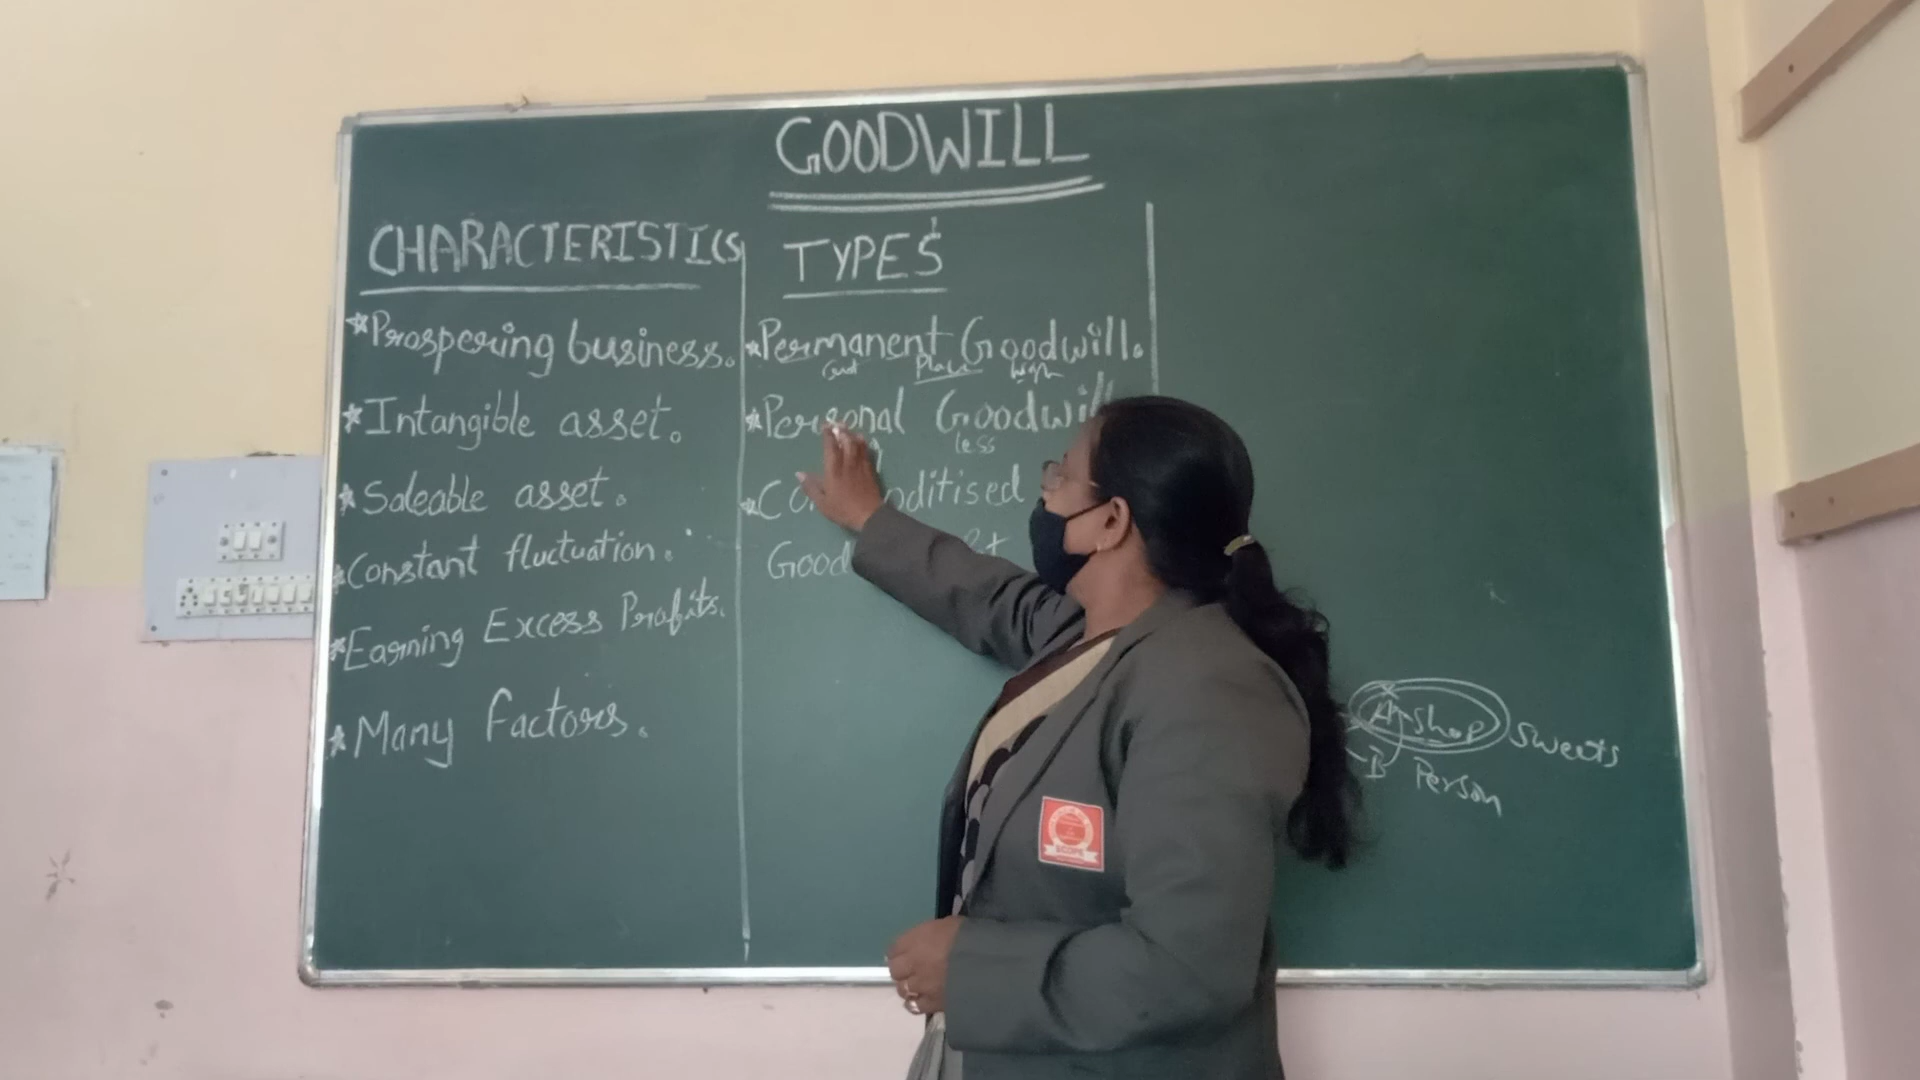 GOODWILL
CHARACTERISTICS
* Prospering business.
* Intangible asset.
* Saleable asset.
* Constant fluctuation.
* Earning Excess Profits.
* Many factors.
TYPES
* Permanent Goodwill.
Place high
* Personal Goodwill
less
Good
A shop sweets
B Person